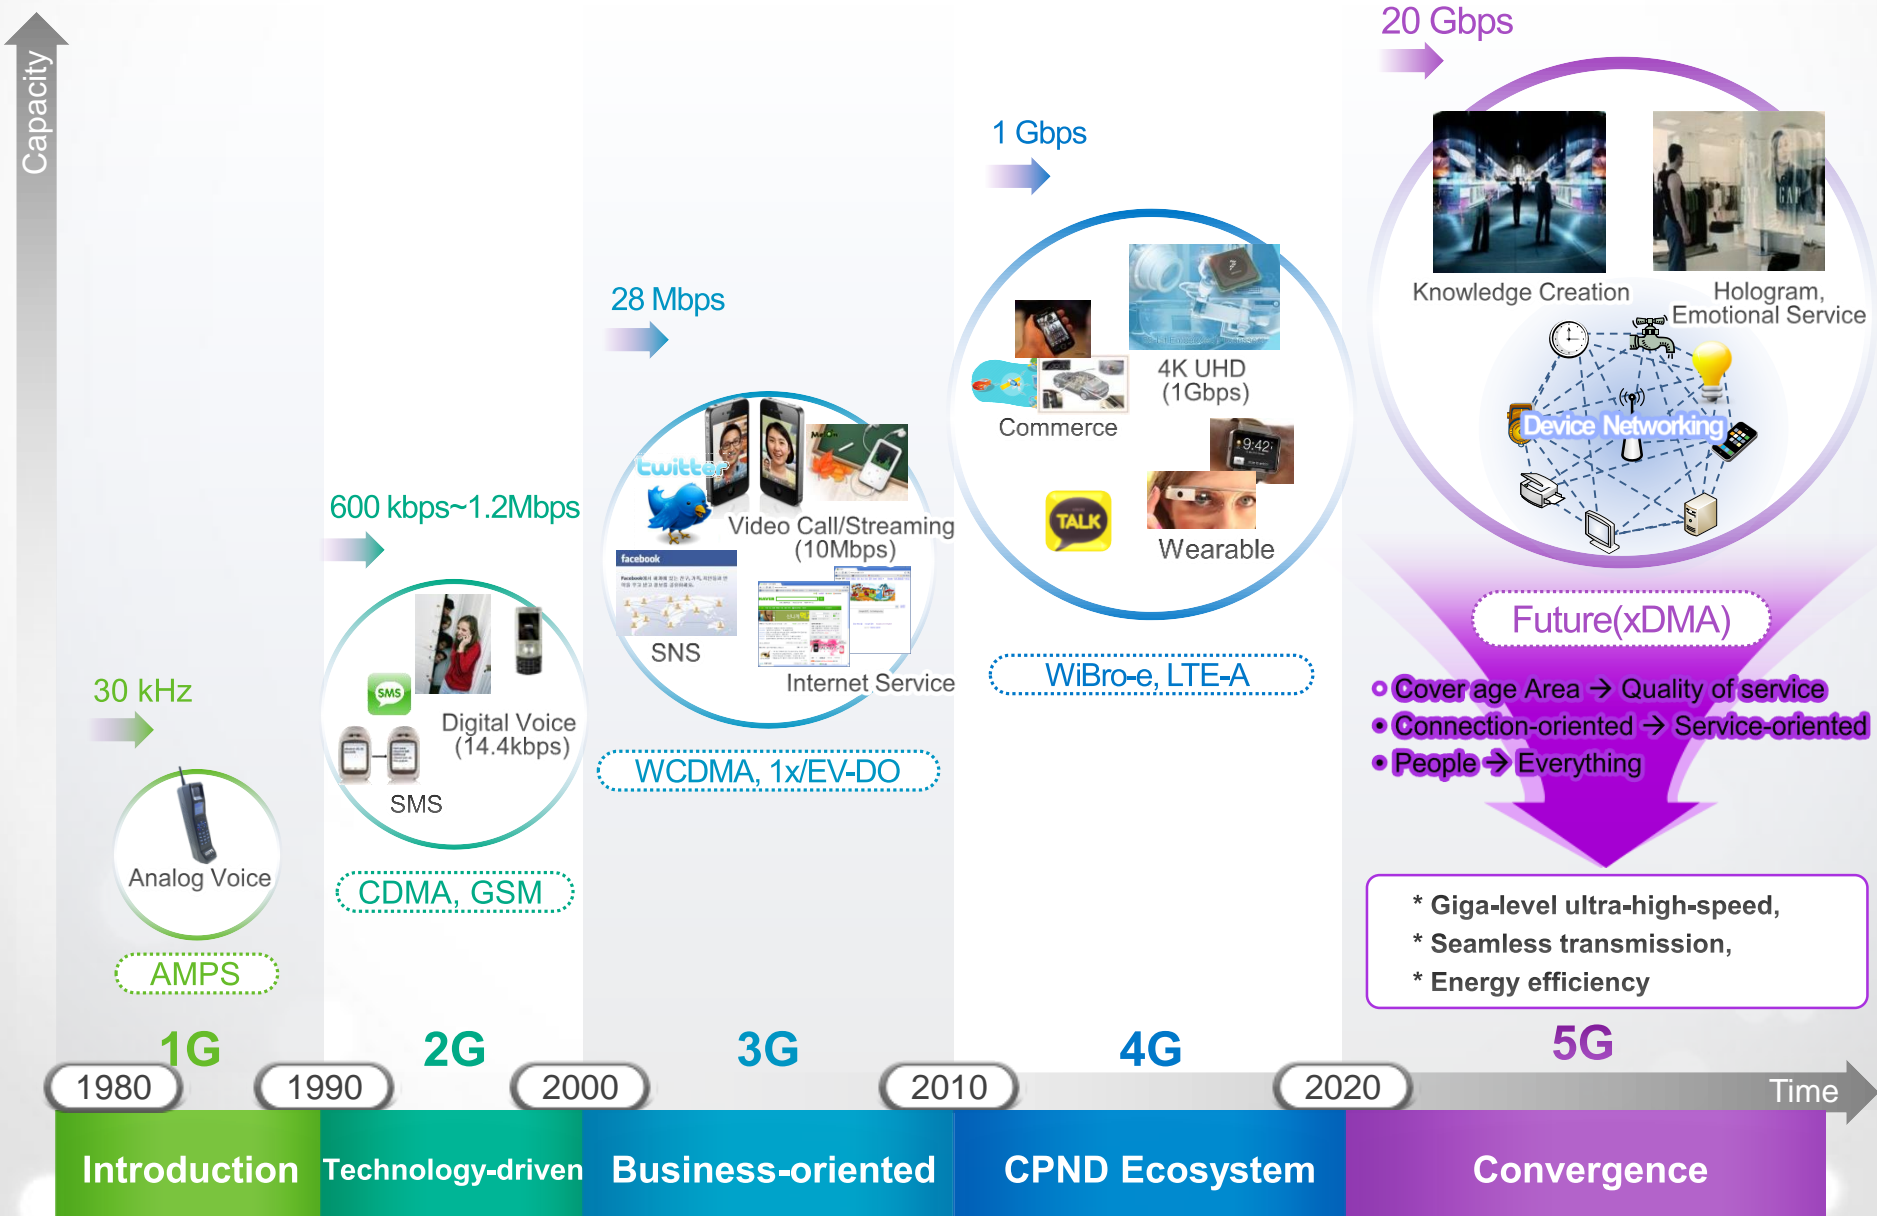 Capacity
20 Gbps
1 Gbps
28 Mbps
600 kbps~1.2Mbps
30 kHz
Analog Voice
AMPS
1G
SMS
Digital Voice
(14.4kbps)
SMS
CDMA, GSM
2G
twitter
Video Call/Streaming
(10Mbps)
facebook
SNS
Internet Service
WCDMA, 1x/EV-DO
3G
4K UHD
(1Gbps)
Commerce
9:42
TALK
Wearable
WiBro-e, LTE-A
4G
GAP
Knowledge Creation
Hologram,
Emotional Service
Device Networking
Future(xDMA)
Cover age Area → Quality of service
• Connection-oriented → Service-oriented
• People → Everything
* Giga-level ultra-high-speed,
* Seamless transmission,
* Energy efficiency
5G
1980
1990
2000
2010
2020
Time
Introduction
Technology-driven
Business-oriented
CPND Ecosystem
Convergence